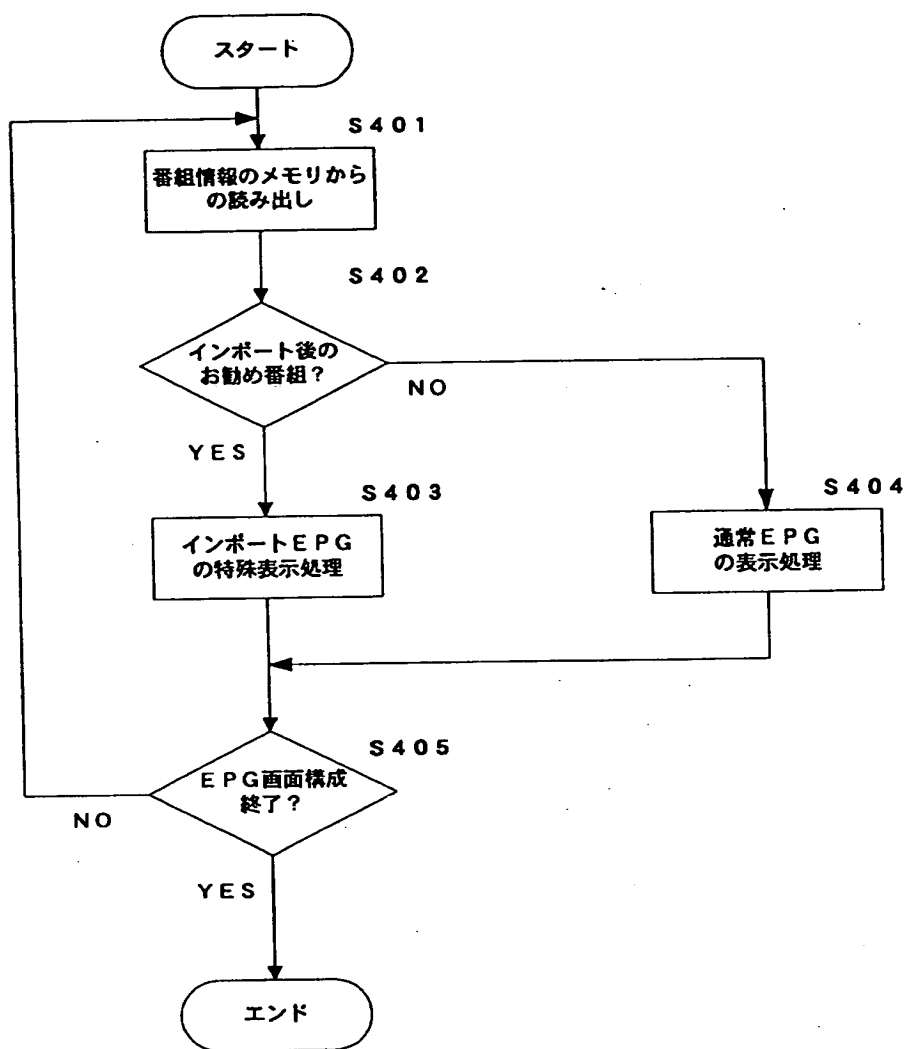 スタート
S401
番組情報のメモリから
の読み出し
S402
インポート後の
お勧め番組?
NO
YES
S403
インポートEPG
の特殊表示処理
S404
通常EPG
の表示処理
S405
EPG画面構成
終了?
NO
YES
エンド